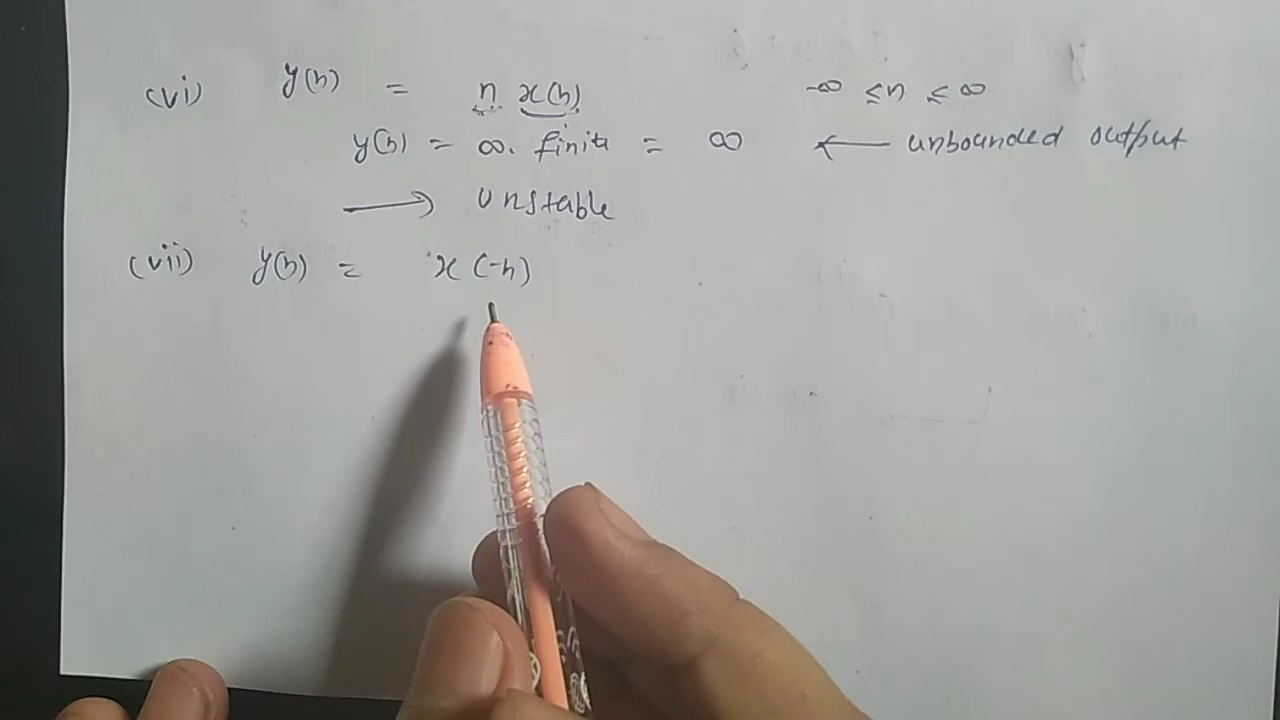 (vi) y(n) = n x(n) -∞ ≤ n ≤ ∞
y(n) = ∞. finite = ∞ ← unbounded output
→ Unstable
(vii) y(n) = x(-n)